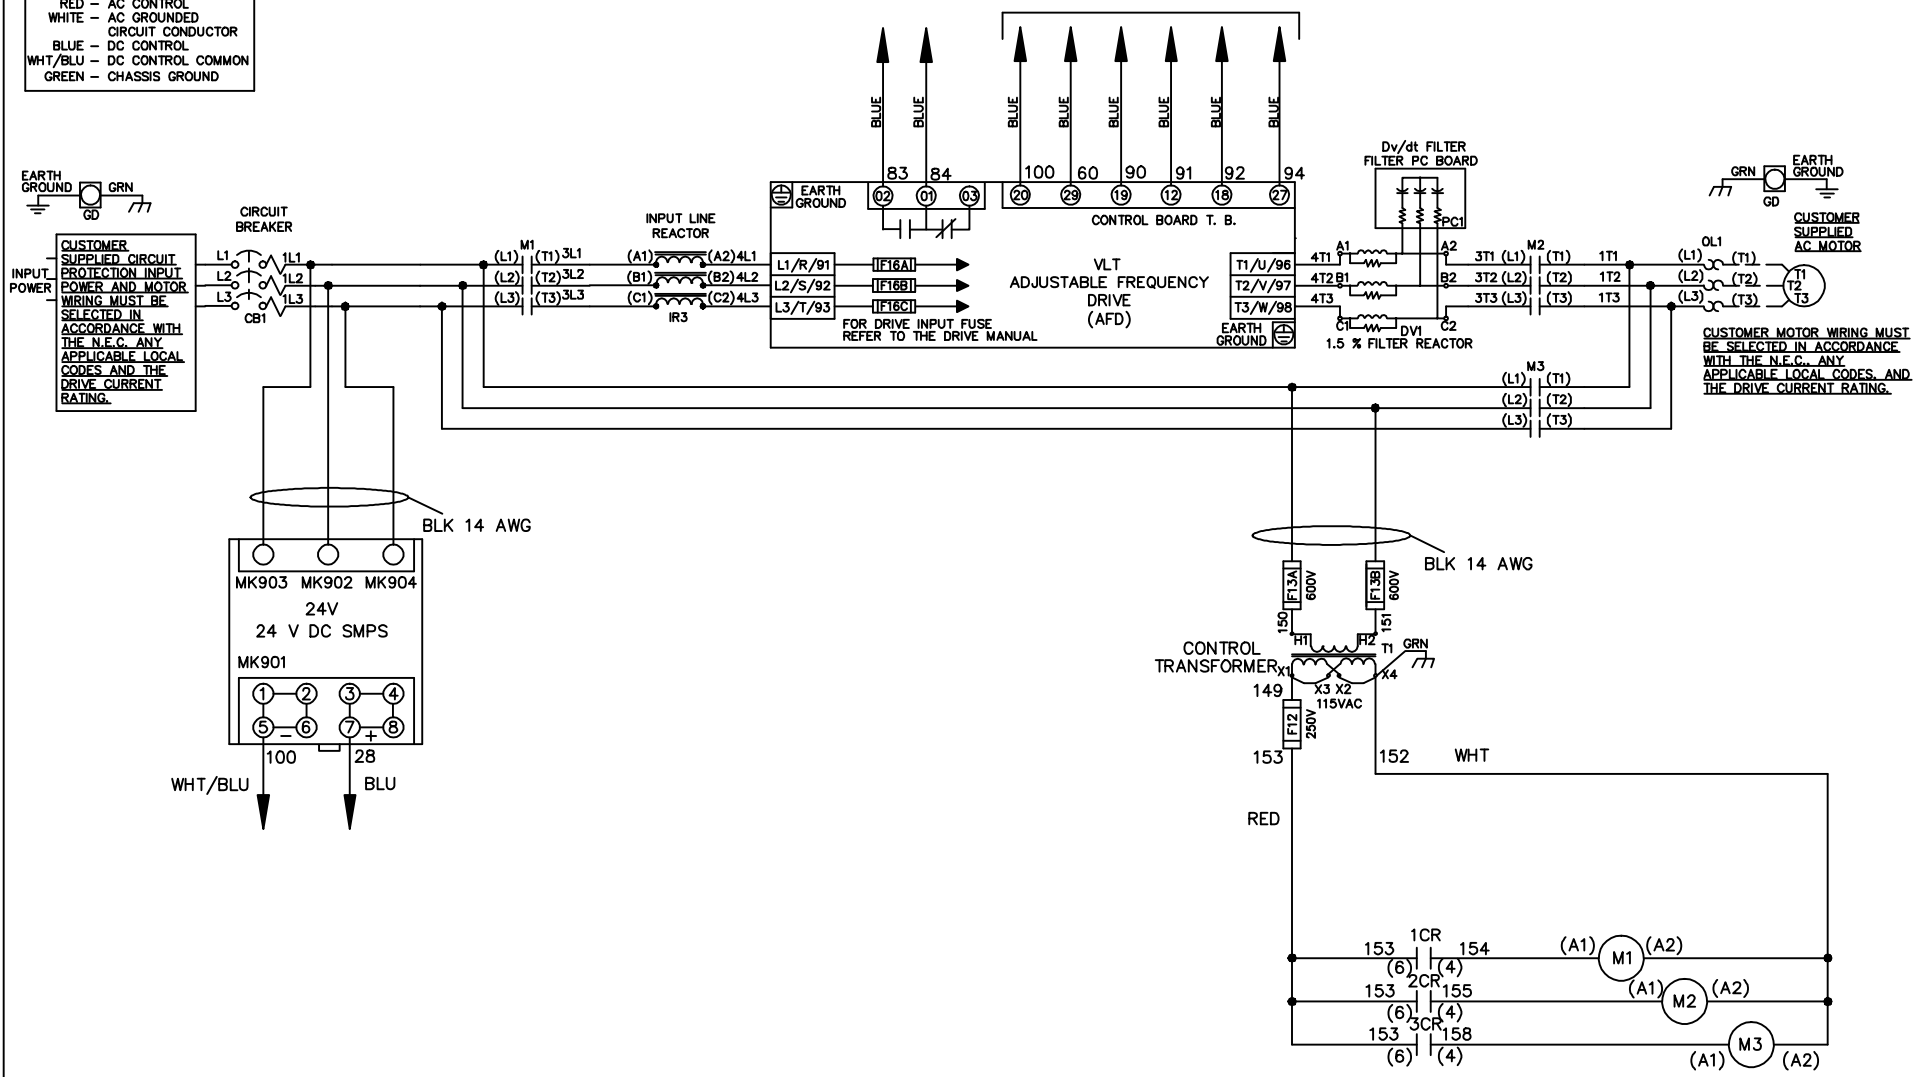 RED – AC CONTROL
WHITE – AC GROUNDED
CIRCUIT CONDUCTOR
BLUE – DC CONTROL
WHT/BLU – DC CONTROL COMMON
GREEN – CHASSIS GROUND
BLUE
BLUE
BLUE
BLUE
BLUE
BLUE
BLUE
BLUE
83 84 100 60 90 91 92 94
EARTH
GROUND
02 01 03
20 29 19 12 18 27
CONTROL BOARD T. B.
Dv/dt FILTER
FILTER PC BOARD
PC1
EARTH
GROUND
GRN
GD
GRN
EARTH
GROUND
GD
CIRCUIT
BREAKER
INPUT LINE
REACTOR
CUSTOMER
SUPPLIED
AC MOTOR
INPUT
POWER
CUSTOMER
SUPPLIED CIRCUIT
PROTECTION INPUT
POWER AND MOTOR
WIRING MUST BE
SELECTED IN
ACCORDANCE WITH
THE N.E.C. ANY
APPLICABLE LOCAL
CODES AND THE
DRIVE CURRENT
RATING.
L1 1L1
L2 1L2
L3 1L3
CB1
M1
(L1) (T1) 3L1
(L2) (T2) 3L2
(L3) (T3) 3L3
(A1) (A2) 4L1
(B1) (B2) 4L2
(C1) (C2) 4L3
IR3
L1/R/91
L2/S/92
L3/T/93
F16A
F16B
F16C
FOR DRIVE INPUT FUSE
REFER TO THE DRIVE MANUAL
VLT
ADJUSTABLE FREQUENCY
DRIVE
(AFD)
T1/U/96
T2/V/97
T3/W/98
EARTH
GROUND
4T1 A1 A2
4T2 B1 B2
4T3 C1 C2
DV1
1.5 % FILTER REACTOR
M2
3T1 (L1) (T1) 1T1
3T2 (L2) (T2) 1T2
3T3 (L3) (T3) 1T3
OL1
(L1) (T1)
(L2) (T2)
(L3) (T3)
T1
T2
T3
CUSTOMER MOTOR WIRING MUST
BE SELECTED IN ACCORDANCE
WITH THE N.E.C., ANY
APPLICABLE LOCAL CODES, AND
THE DRIVE CURRENT RATING.
M3
(L1) (T1)
(L2) (T2)
(L3) (T3)
BLK 14 AWG
MK903 MK902 MK904
24V
24 V DC SMPS
MK901
1 2 3 4
5 – 6 7 + 8
100 28
WHT/BLU BLU
BLK 14 AWG
F13A 600V
F13B 600V
150 151
H1 H2
T1
GRN
CONTROL
TRANSFORMER
X1 X3 X2 X4
115VAC
149
F12 250V
153 152 WHT
RED
1CR
153 154 (A1) M1 (A2)
(6) (4)
2CR
153 155 (A1) M2 (A2)
(6) (4)
3CR
153 158 M3
(6) (4) (A1) (A2)